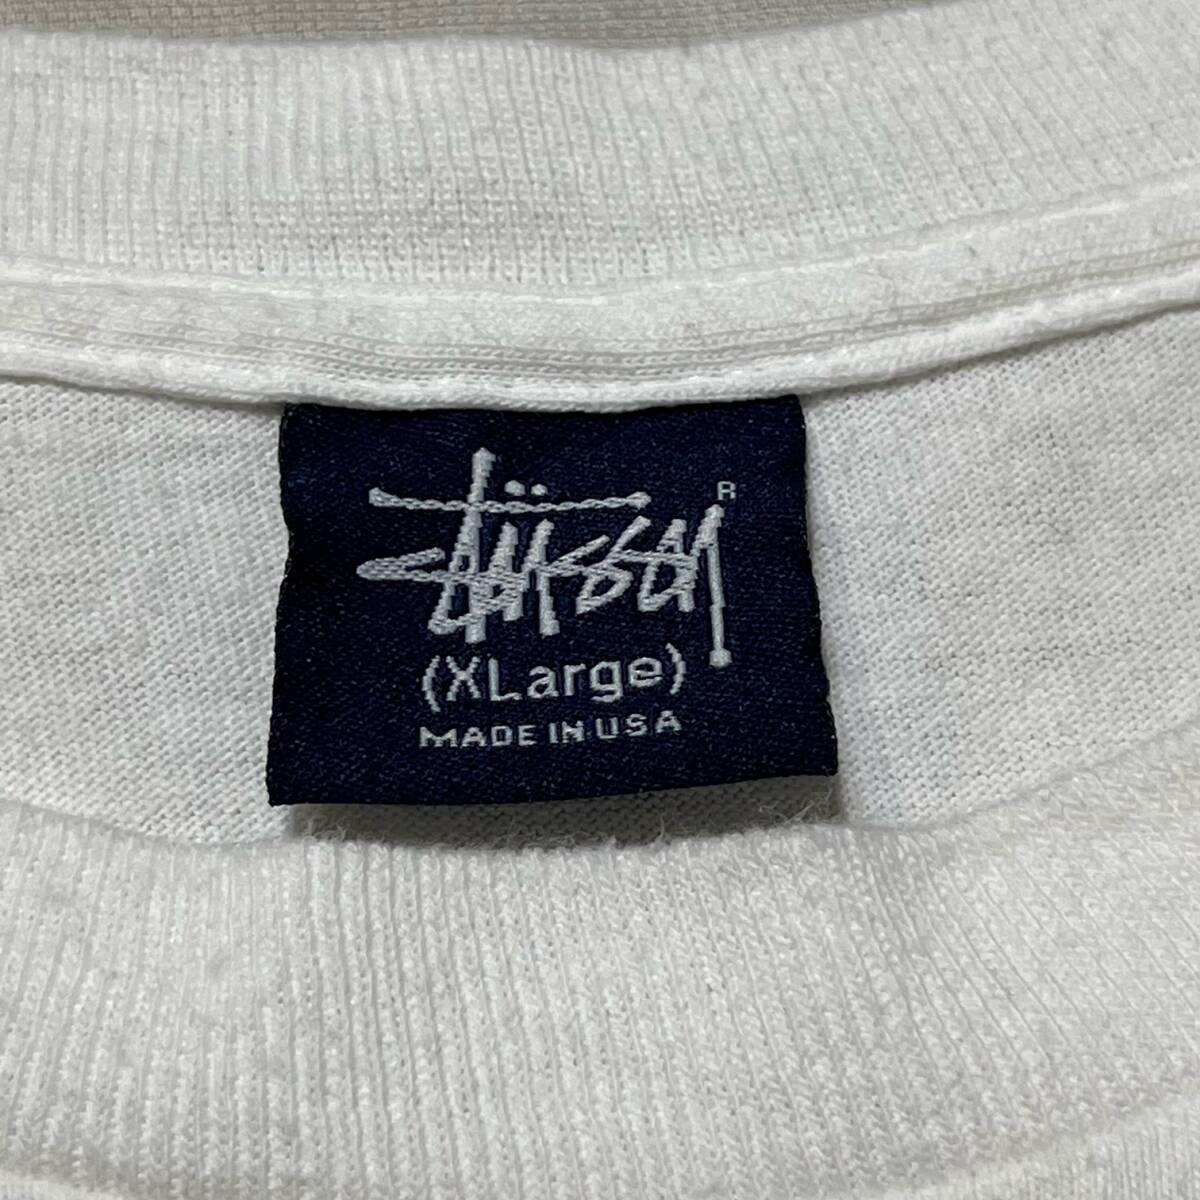 Stüssy
R
(XLarge)
MADE IN USA